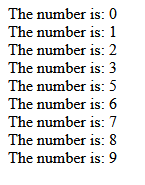 The number is: 0
The number is: 1
The number is: 2
The number is: 3
The number is: 5
The number is: 6
The number is: 7
The number is: 8
The number is: 9